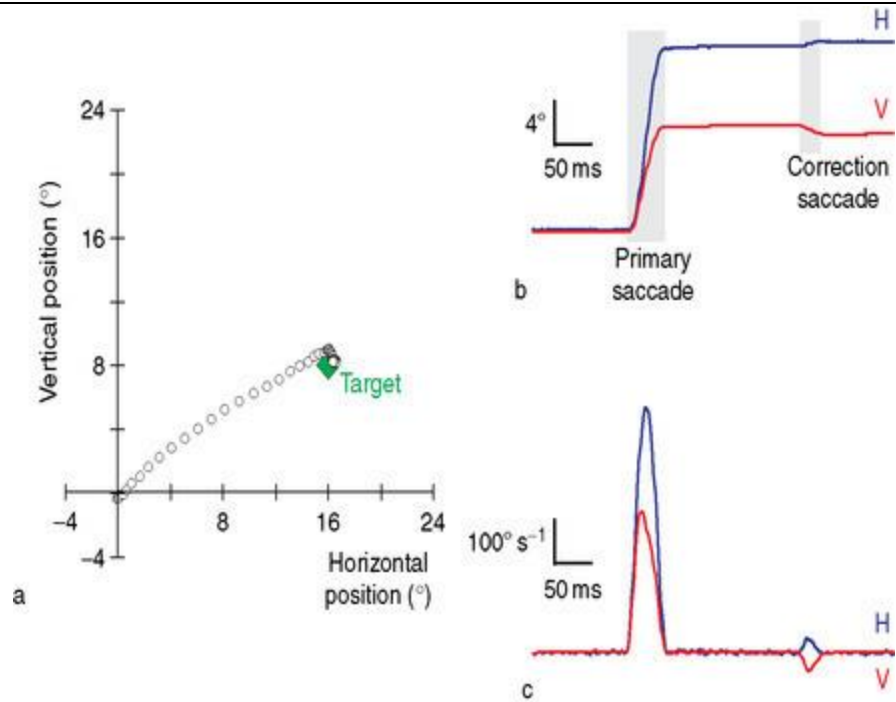 24
16
8
−4
−4
8
16
24
Vertical position (°)
Horizontal
position (°)
Target
a
H
V
4°
50 ms
Primary
saccade
Correction
saccade
b
100° s⁻¹
50 ms
H
V
c